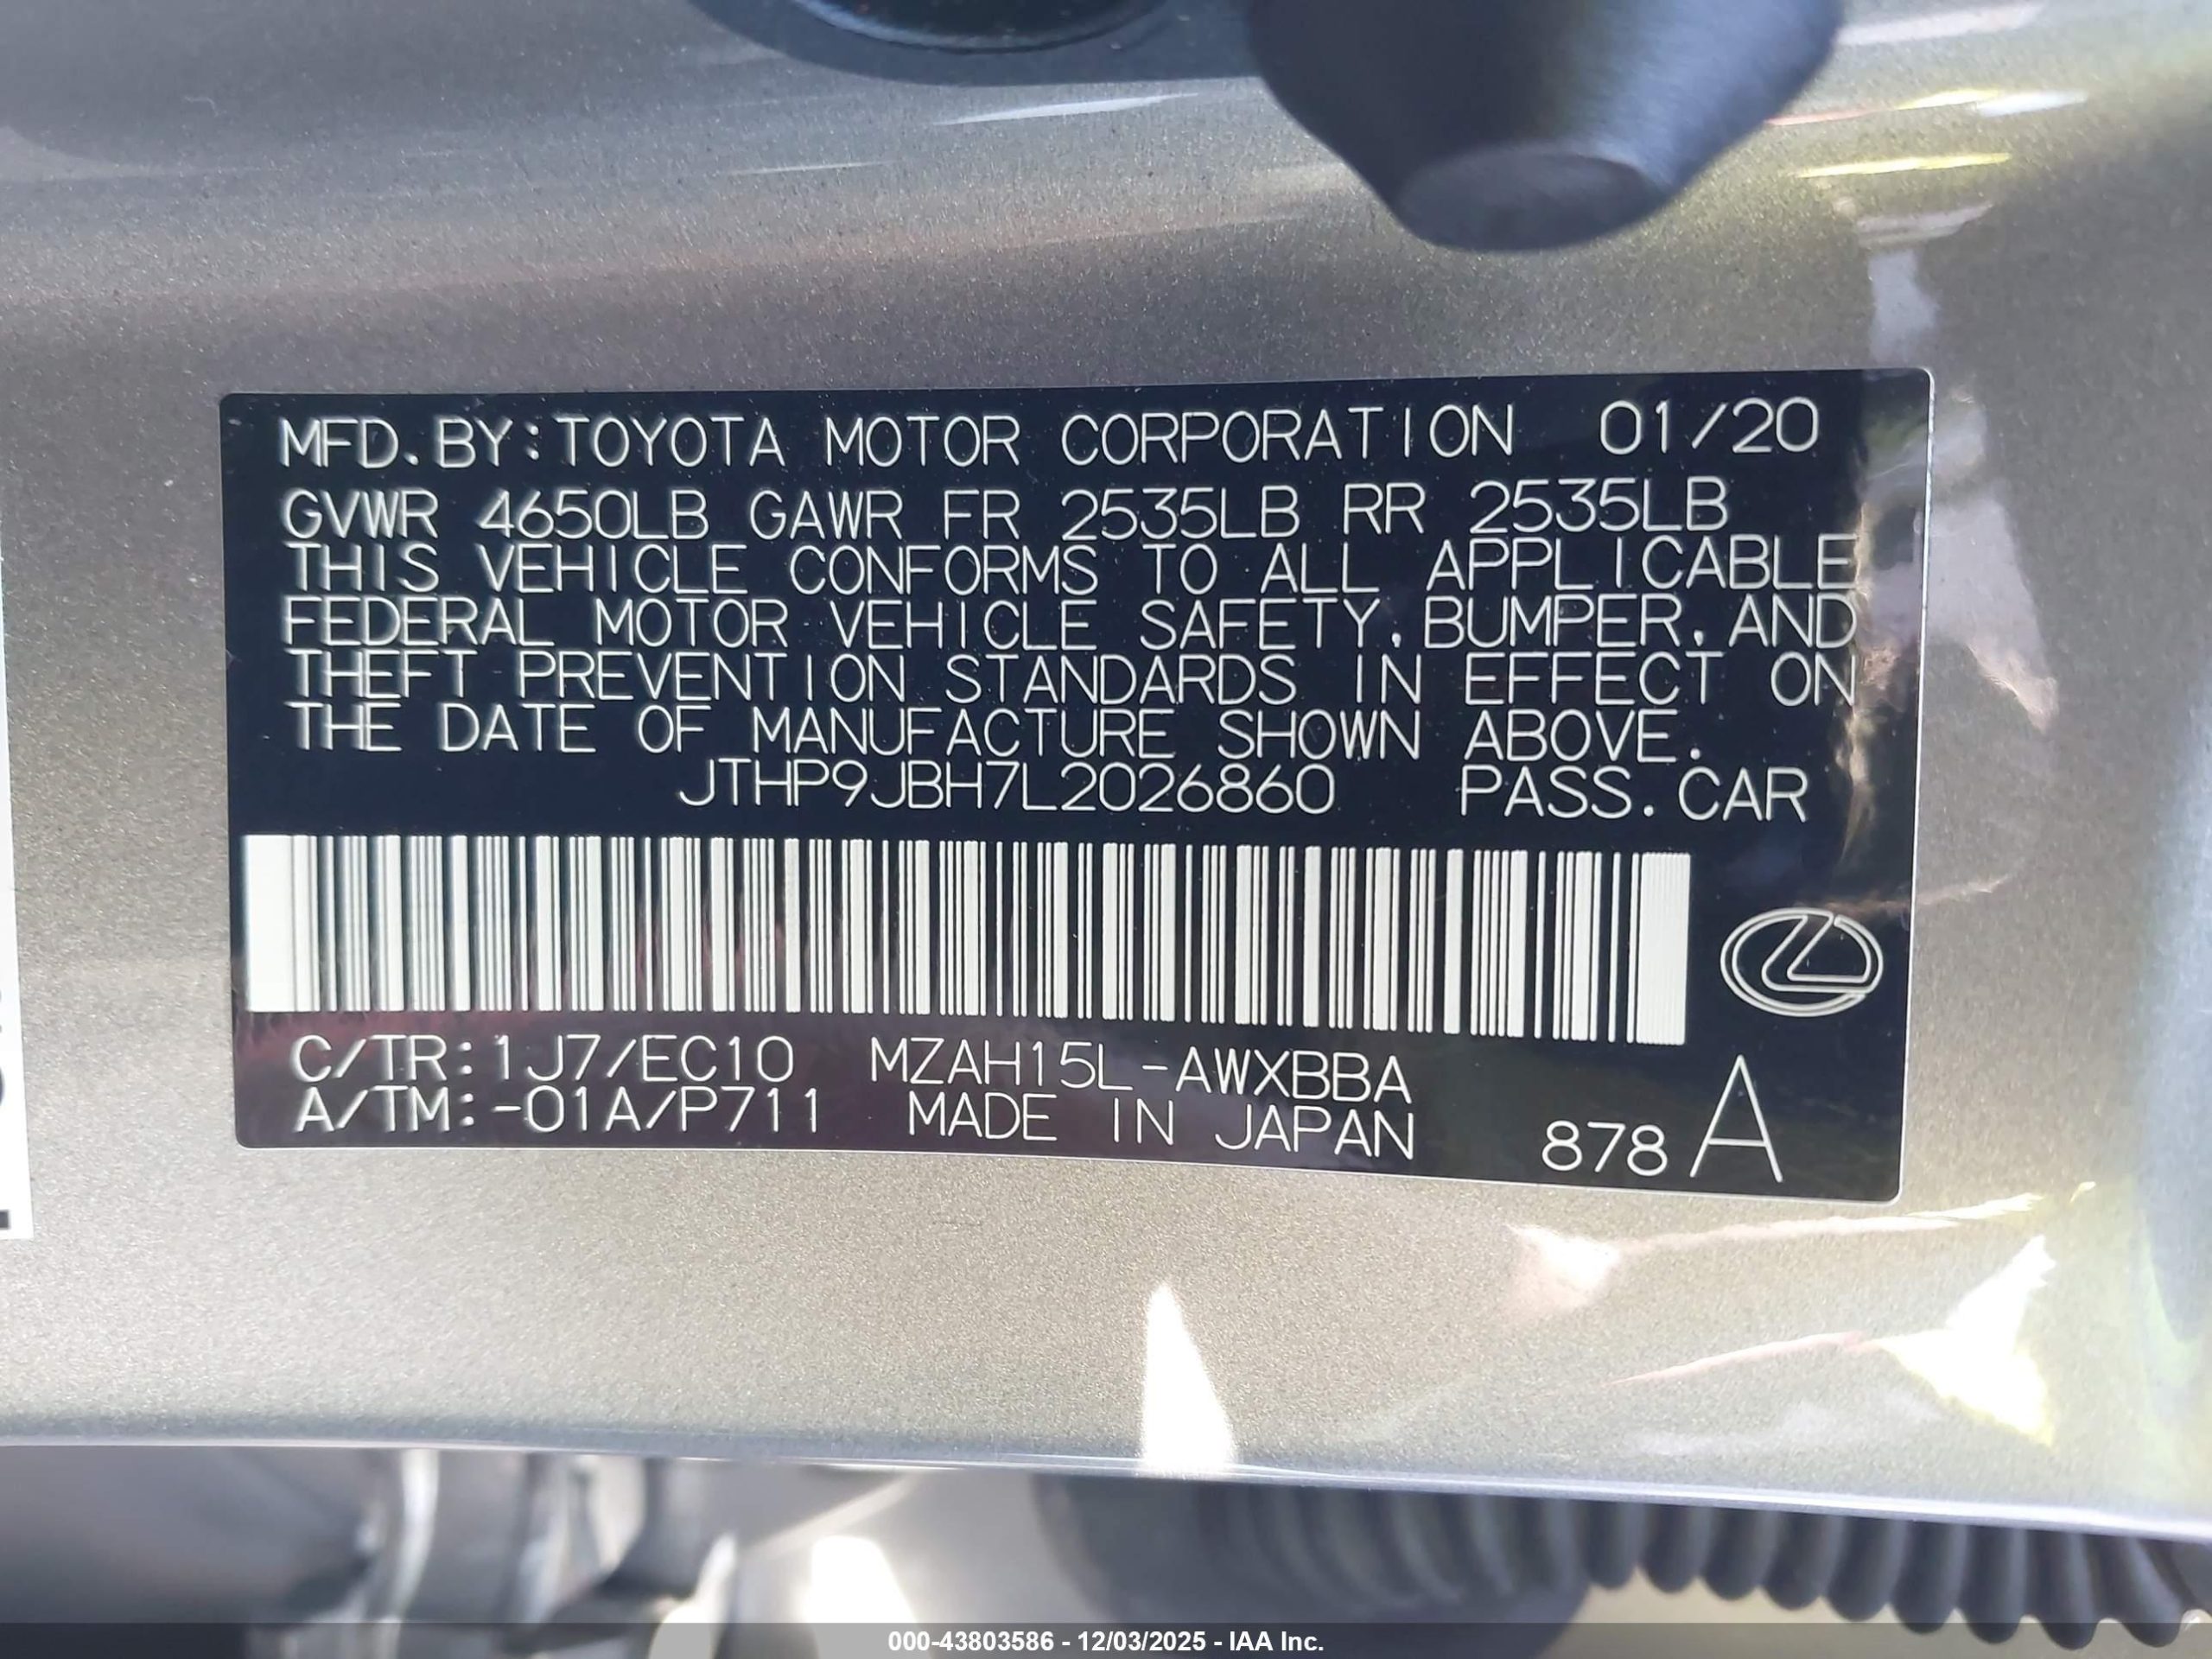 MFD. BY: TOYOTA MOTOR CORPORATION 01/20
GVWR 4650LB GAWR FR 2535LB RR 2535LB
THIS VEHICLE CONFORMS TO ALL APPLICABLE
FEDERAL MOTOR VEHICLE SAFETY, BUMPER, AND
THEFT PREVENTION STANDARDS IN EFFECT ON
THE DATE OF MANUFACTURE SHOWN ABOVE.
JTHP9JBH7L2026860 PASS. CAR
C/TR: 1J7/EC10 MZAH15L-AWXBBA
A/TM: -01A/P711 MADE IN JAPAN 878 A
000-43803586 - 12/03/2025 - IAA Inc.